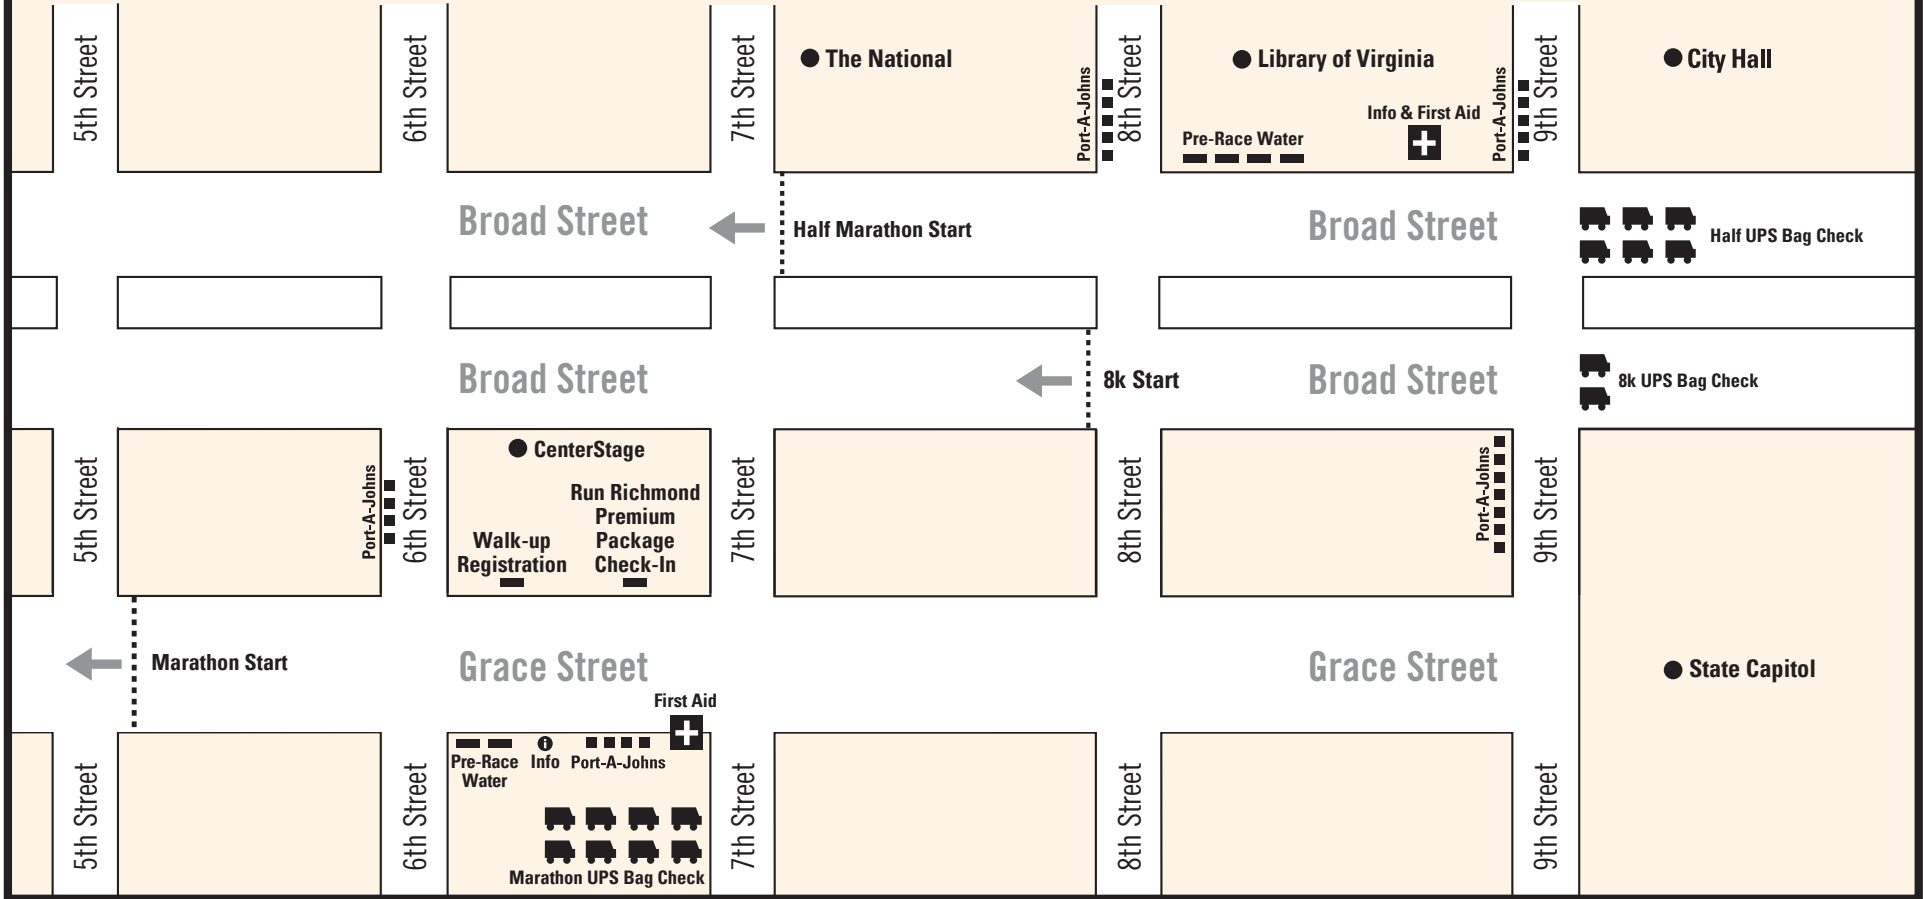 5th Street
6th Street
7th Street
The National
Port-A-Johns
8th Street
Library of Virginia
Info & First Aid
Pre-Race Water
Port-A-Johns
9th Street
City Hall
Broad Street
Half Marathon Start
Broad Street
Half UPS Bag Check
Broad Street
8k Start
Broad Street
8k UPS Bag Check
5th Street
Port-A-Johns
6th Street
CenterStage
Walk-up
Registration
Run Richmond
Premium
Package
Check-In
7th Street
8th Street
Port-A-Johns
9th Street
Marathon Start
Grace Street
Grace Street
State Capitol
First Aid
5th Street
6th Street
Pre-Race
Water
Info
Port-A-Johns
Marathon UPS Bag Check
7th Street
8th Street
9th Street